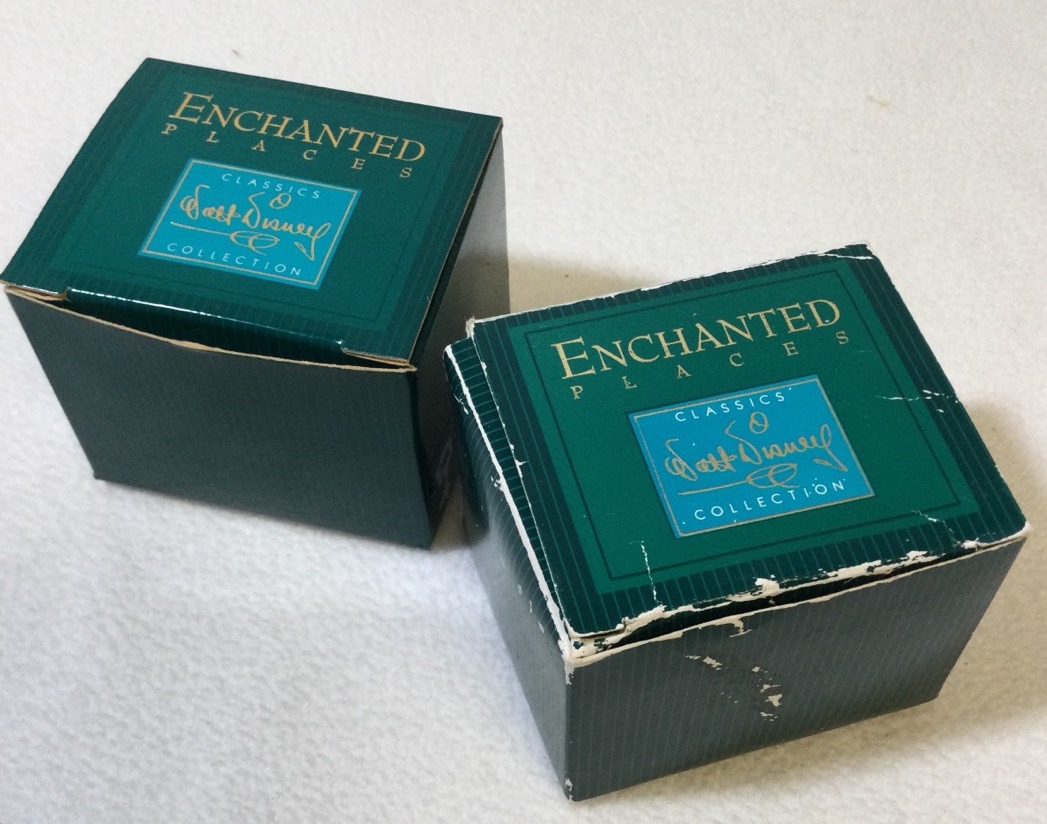 ENCHANTED
PLACES
CLASSICS
Walt Disney
COLLECTION
ENCHANTED
PLACES
CLASSICS
Walt Disney
COLLECTION